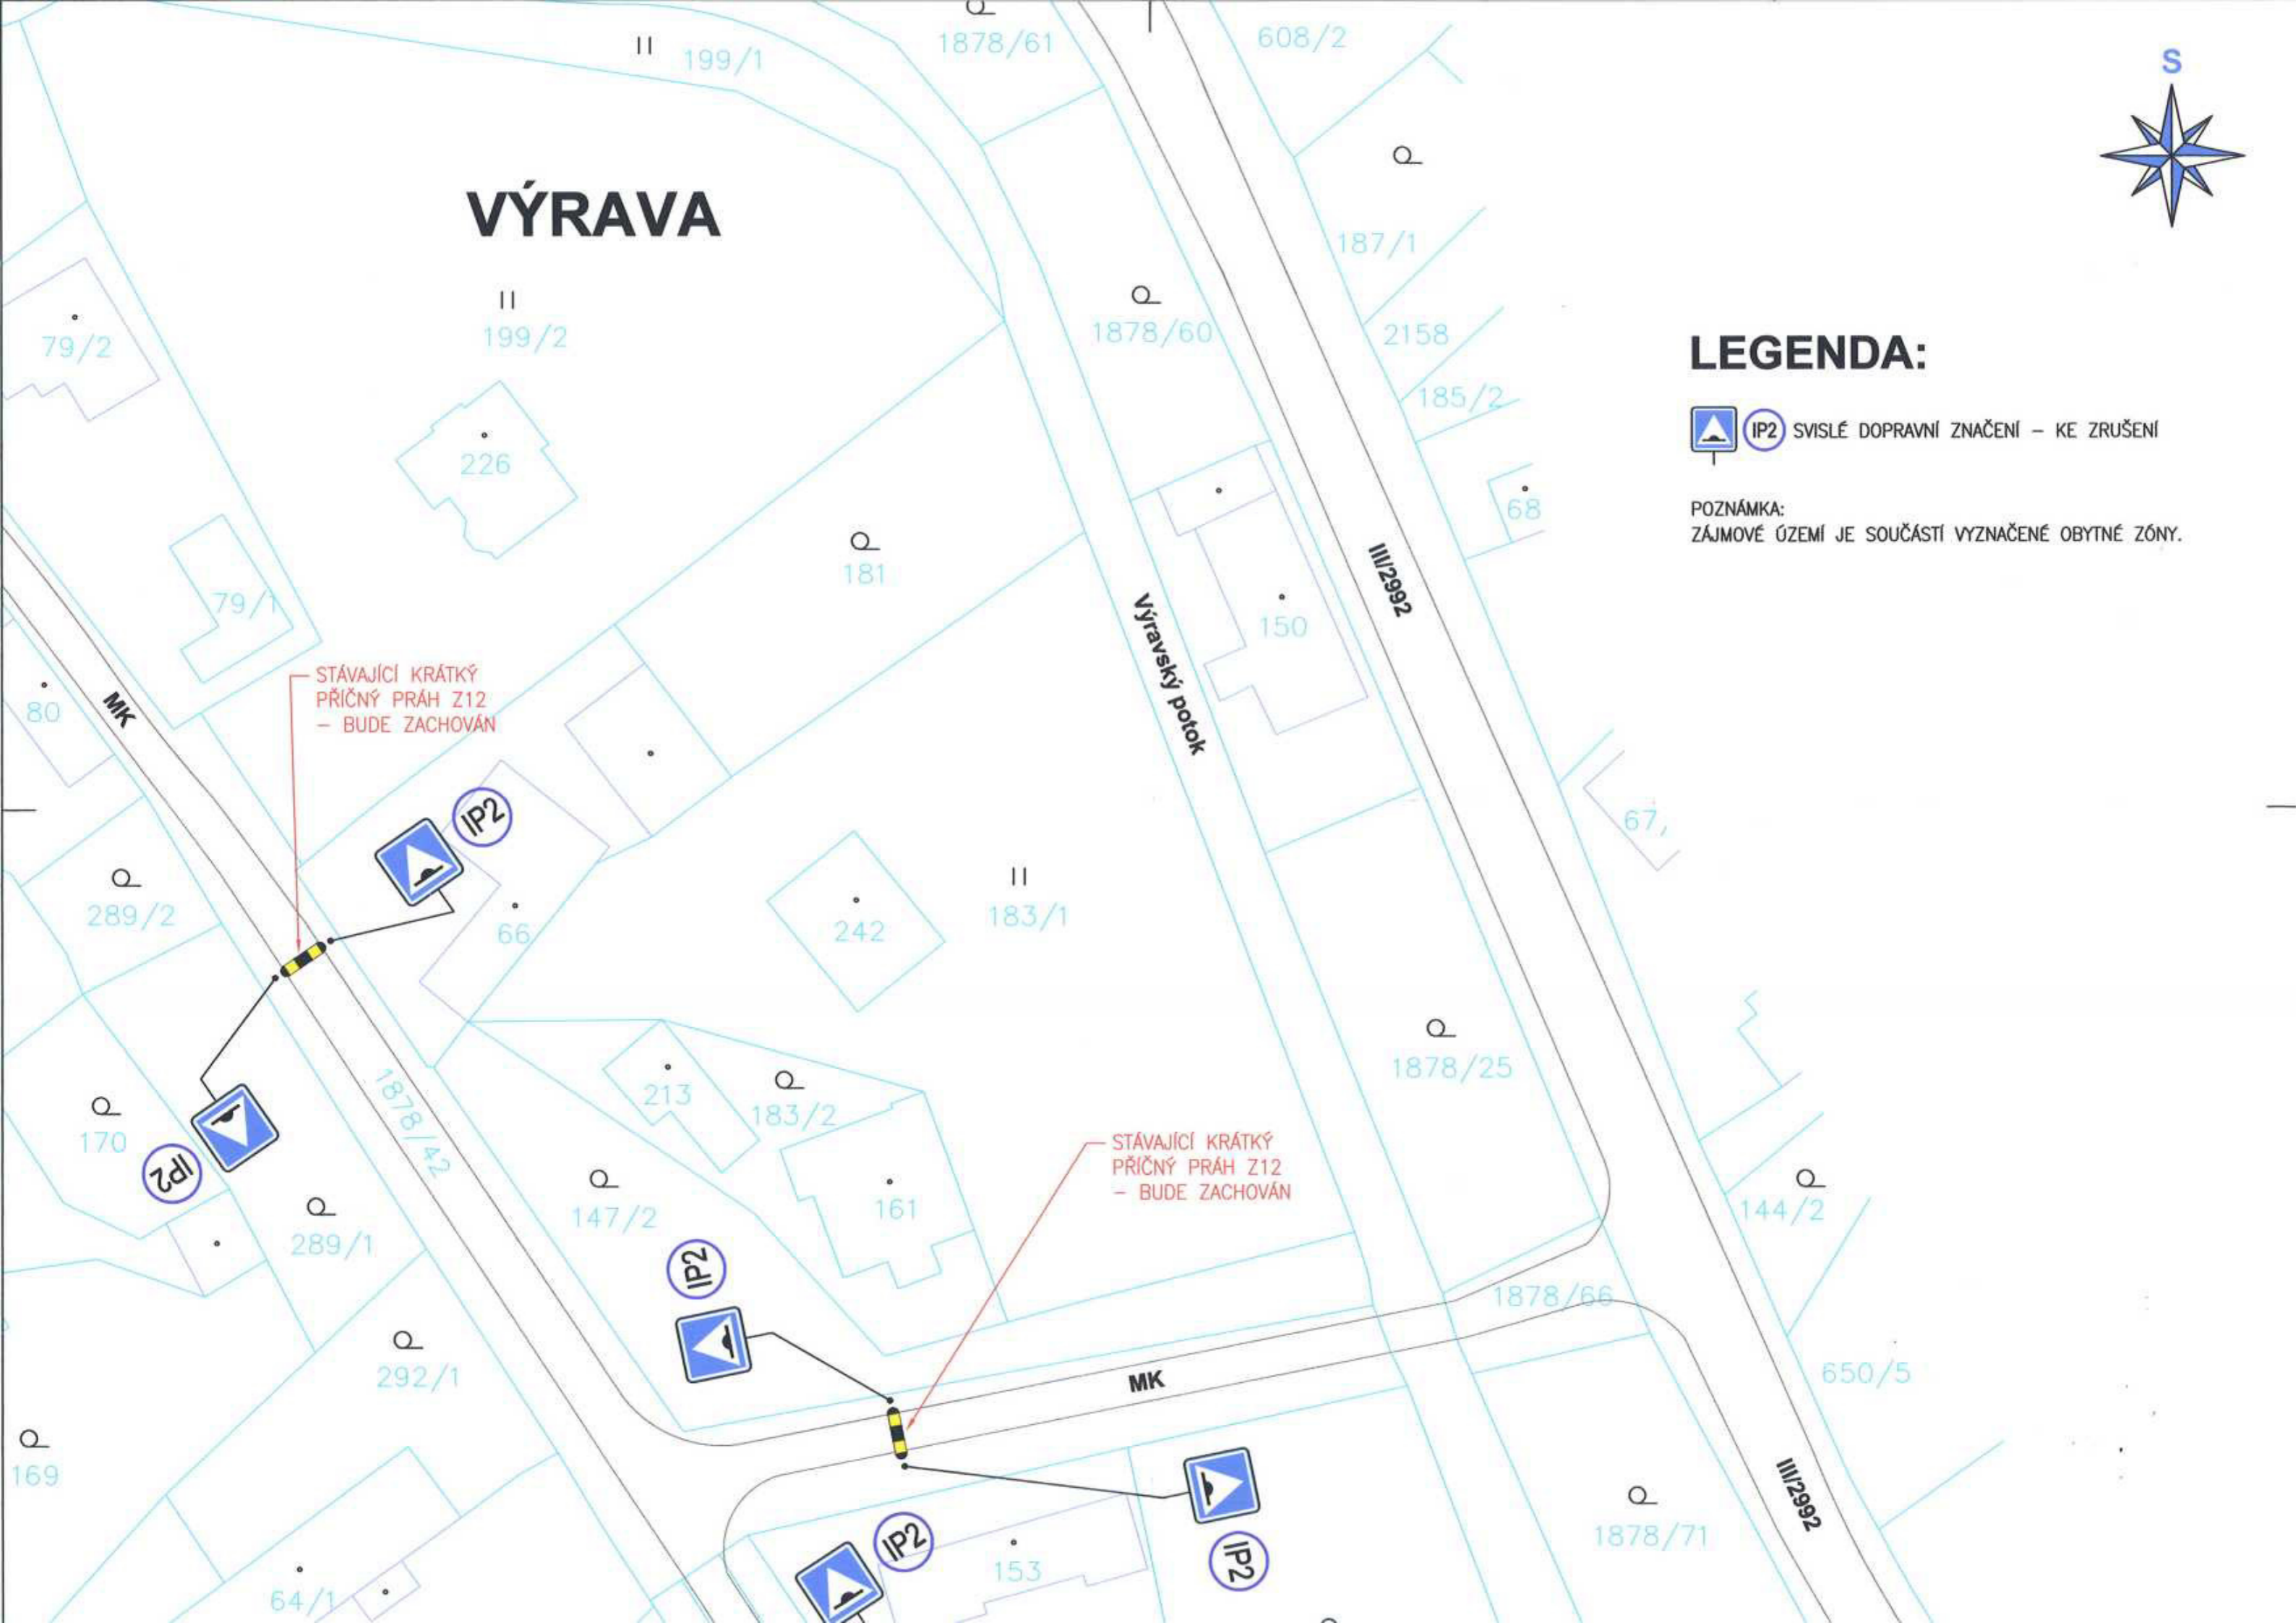 199/1
1878/61
608/2
S
VÝRAVA
187/1
199/2
1878/60
2158
79/2
LEGENDA:
185/2
IP2 SVISLÉ DOPRAVNÍ ZNAČENÍ – KE ZRUŠENÍ
226
68
POZNÁMKA:
ZÁJMOVÉ ÚZEMÍ JE SOUČÁSTÍ VYZNAČENÉ OBYTNÉ ZÓNY.
181
III/2992
79/1
150
Výravský potok
STÁVAJÍCÍ KRÁTKÝ
PŘÍČNÝ PRÁH Z12
– BUDE ZACHOVÁN
MK
80
IP2
67,
289/2
183/1
66
242
1878/25
213
183/2
1878/42
170
IP2
STÁVAJÍCÍ KRÁTKÝ
PŘÍČNÝ PRÁH Z12
– BUDE ZACHOVÁN
147/2
161
144/2
289/1
IP2
1878/66
292/1
MK
650/5
169
III/2992
IP2
IP2
153
1878/71
64/1